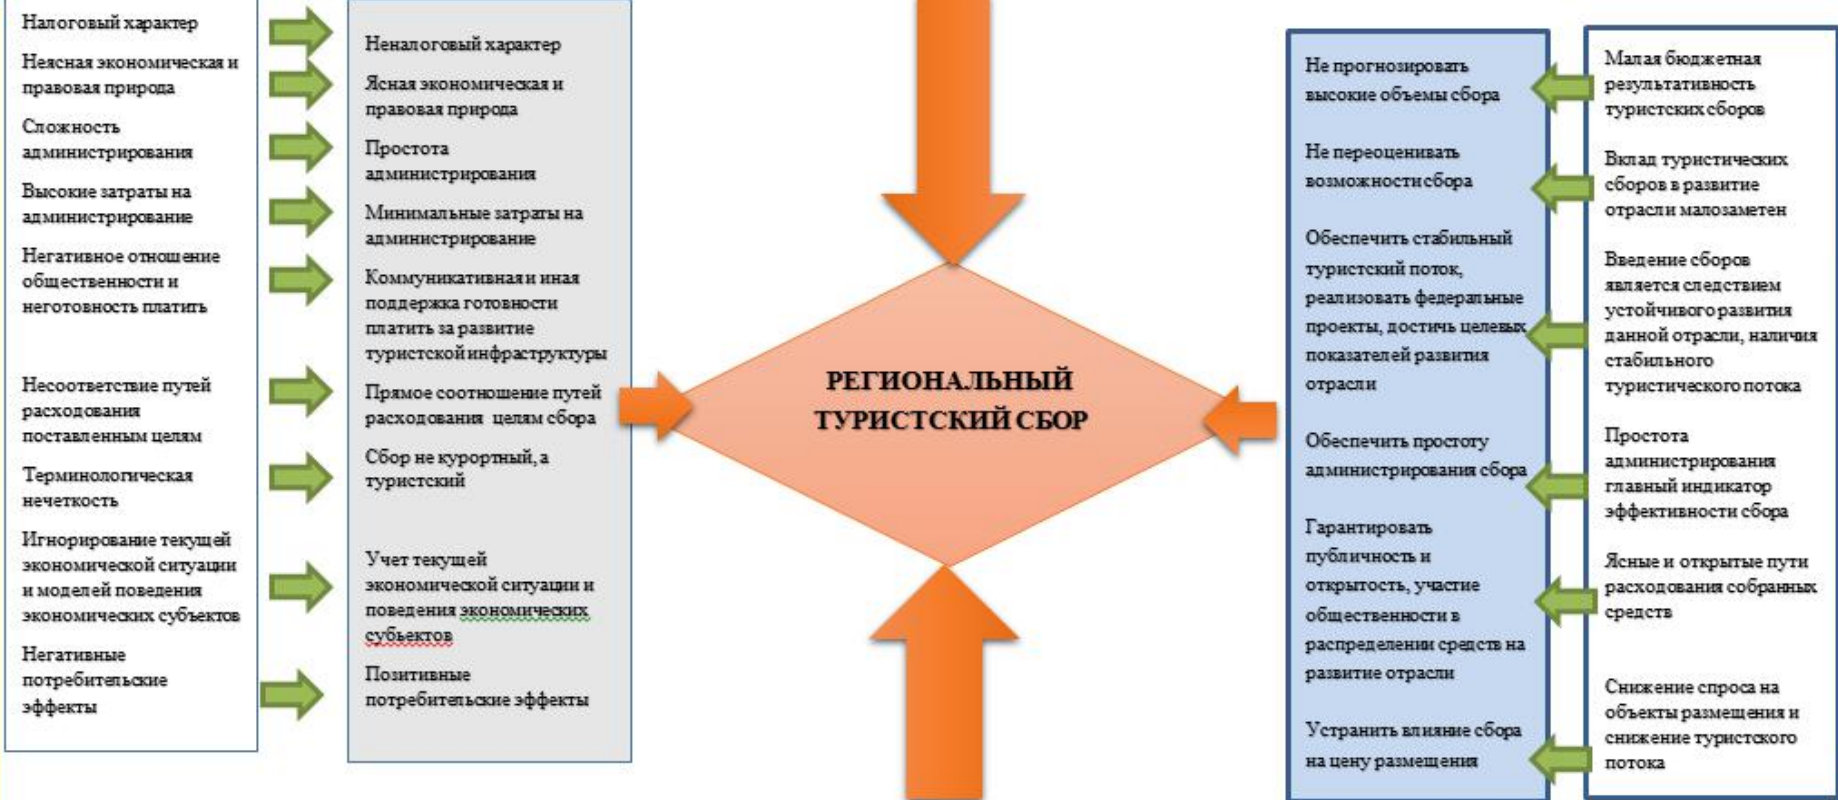 Налоговый характер
Неясная экономическая и
правовая природа
Сложность
администрирования
Высокие затраты на
администрирование
Негативное отношение
общественности и
неготовность платить
Несоответствие путей
расходования
поставленным целям
Терминологическая
нечеткость
Игнорирование текущей
экономической ситуации
и моделей поведения
экономических субъектов
Негативные
потребительские
эффекты
Неналоговый характер
Ясная экономическая и
правовая природа
Простота
администрирования
Минимальные затраты на
администрирование
Коммуникативная и иная
поддержка готовности
платить за развитие
туристской инфраструктуры
Прямое соотношение путей
расходования целям сбора
Сбор не курортный, а
туристский
Учет текущей
экономической ситуации и
поведения экономических
субьектов
Позитивные
потребительские эффекты
РЕГИОНАЛЬНЫЙ
ТУРИСТСКИЙ СБОР
Не прогнозировать
высокие объемы сбора
Не переоценивать
возможности сбора
Обеспечить стабильный
туристский поток,
реализовать федеральные
проекты, достичь целевых
показателей развития
отрасли
Обеспечить простоту
администрирования сбора
Гарантировать
публичность и
открытость, участие
общественности в
распределении средств на
развитие отрасли
Устранить влияние сбора
на цену размещения
Малая бюджетная
результативность
туристских сборов
Вклад туристических
сборов в развитие
отрасли малозаметен
Введение сборов
является следствием
устойчивого развития
данной отрасли, наличия
стабильного
туристического потока
Простота
администрирования
главный индикатор
эффективности сбора
Ясные и открытые пути
расходования собранных
средств
Снижение спроса на
объекты размещения и
снижение туристского
потока